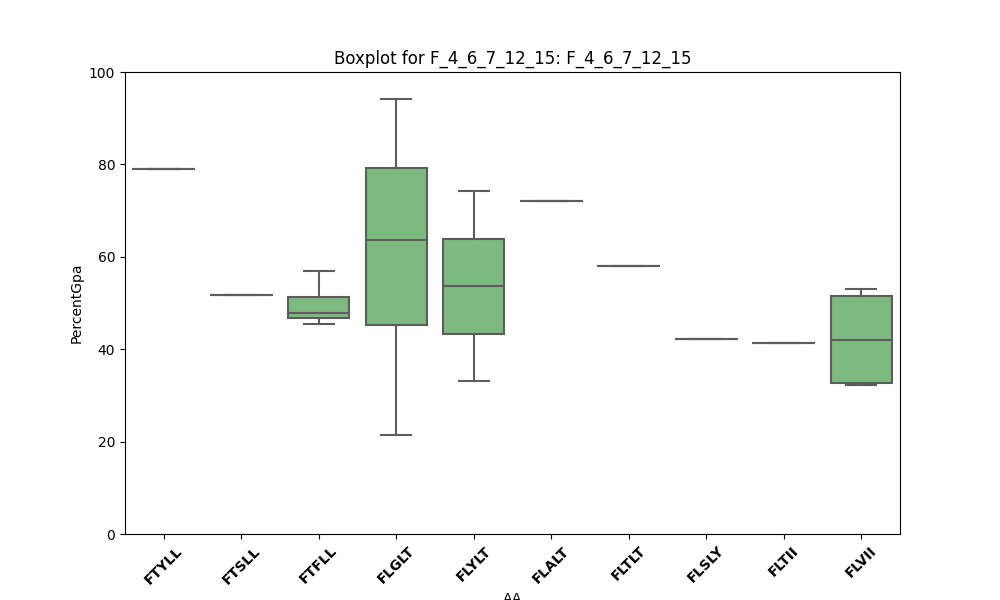 Boxplot for F_4_6_7_12_15: F_4_6_7_12_15
PercentGpa
100
80
60
40
20
0
FTYLL
FTSLL
FTFLL
FLGLT
FLYLT
FLALT
FLTLT
FLSLY
FLTII
FLVII
AA